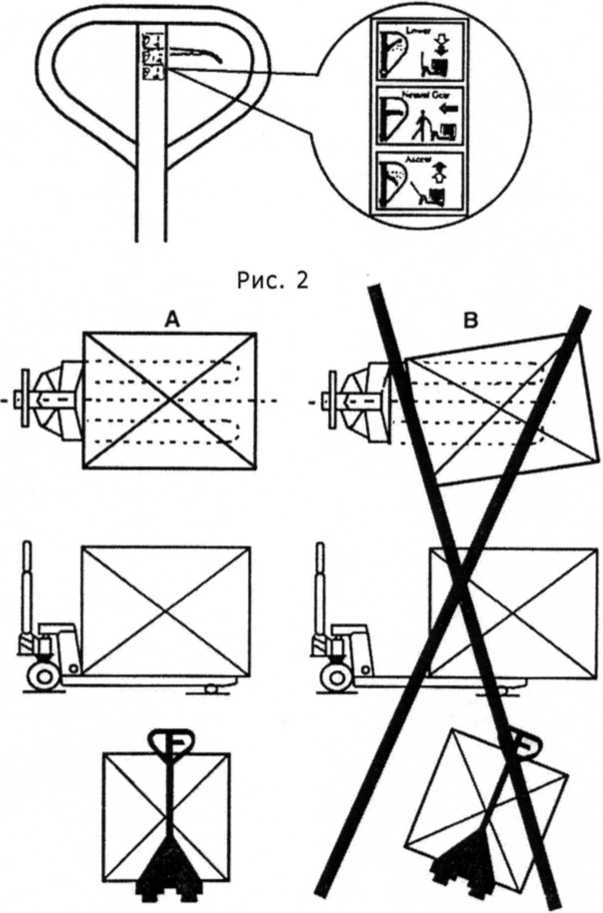 Lower
Neutral Gear
Ascent
Рис. 2
A
B